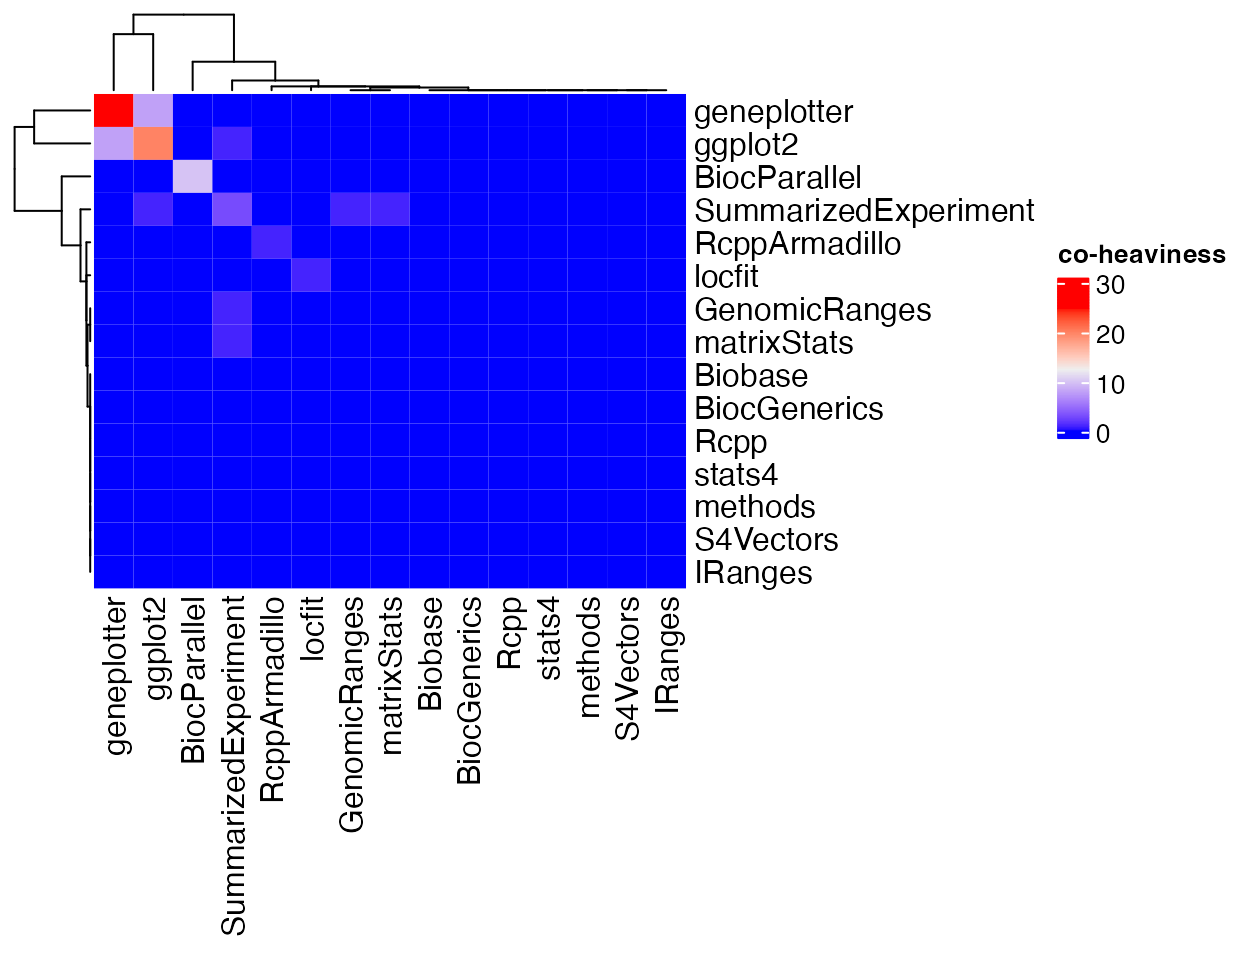 geneplotter
ggplot2
BiocParallel
SummarizedExperiment
RcppArmadillo
locfit
GenomicRanges
matrixStats
Biobase
BiocGenerics
Rcpp
stats4
methods
S4Vectors
IRanges
co-heaviness
30
20
10
0
geneplotter
ggplot2
BiocParallel
SummarizedExperiment
RcppArmadillo
locfit
GenomicRanges
matrixStats
Biobase
BiocGenerics
Rcpp
stats4
methods
S4Vectors
IRanges